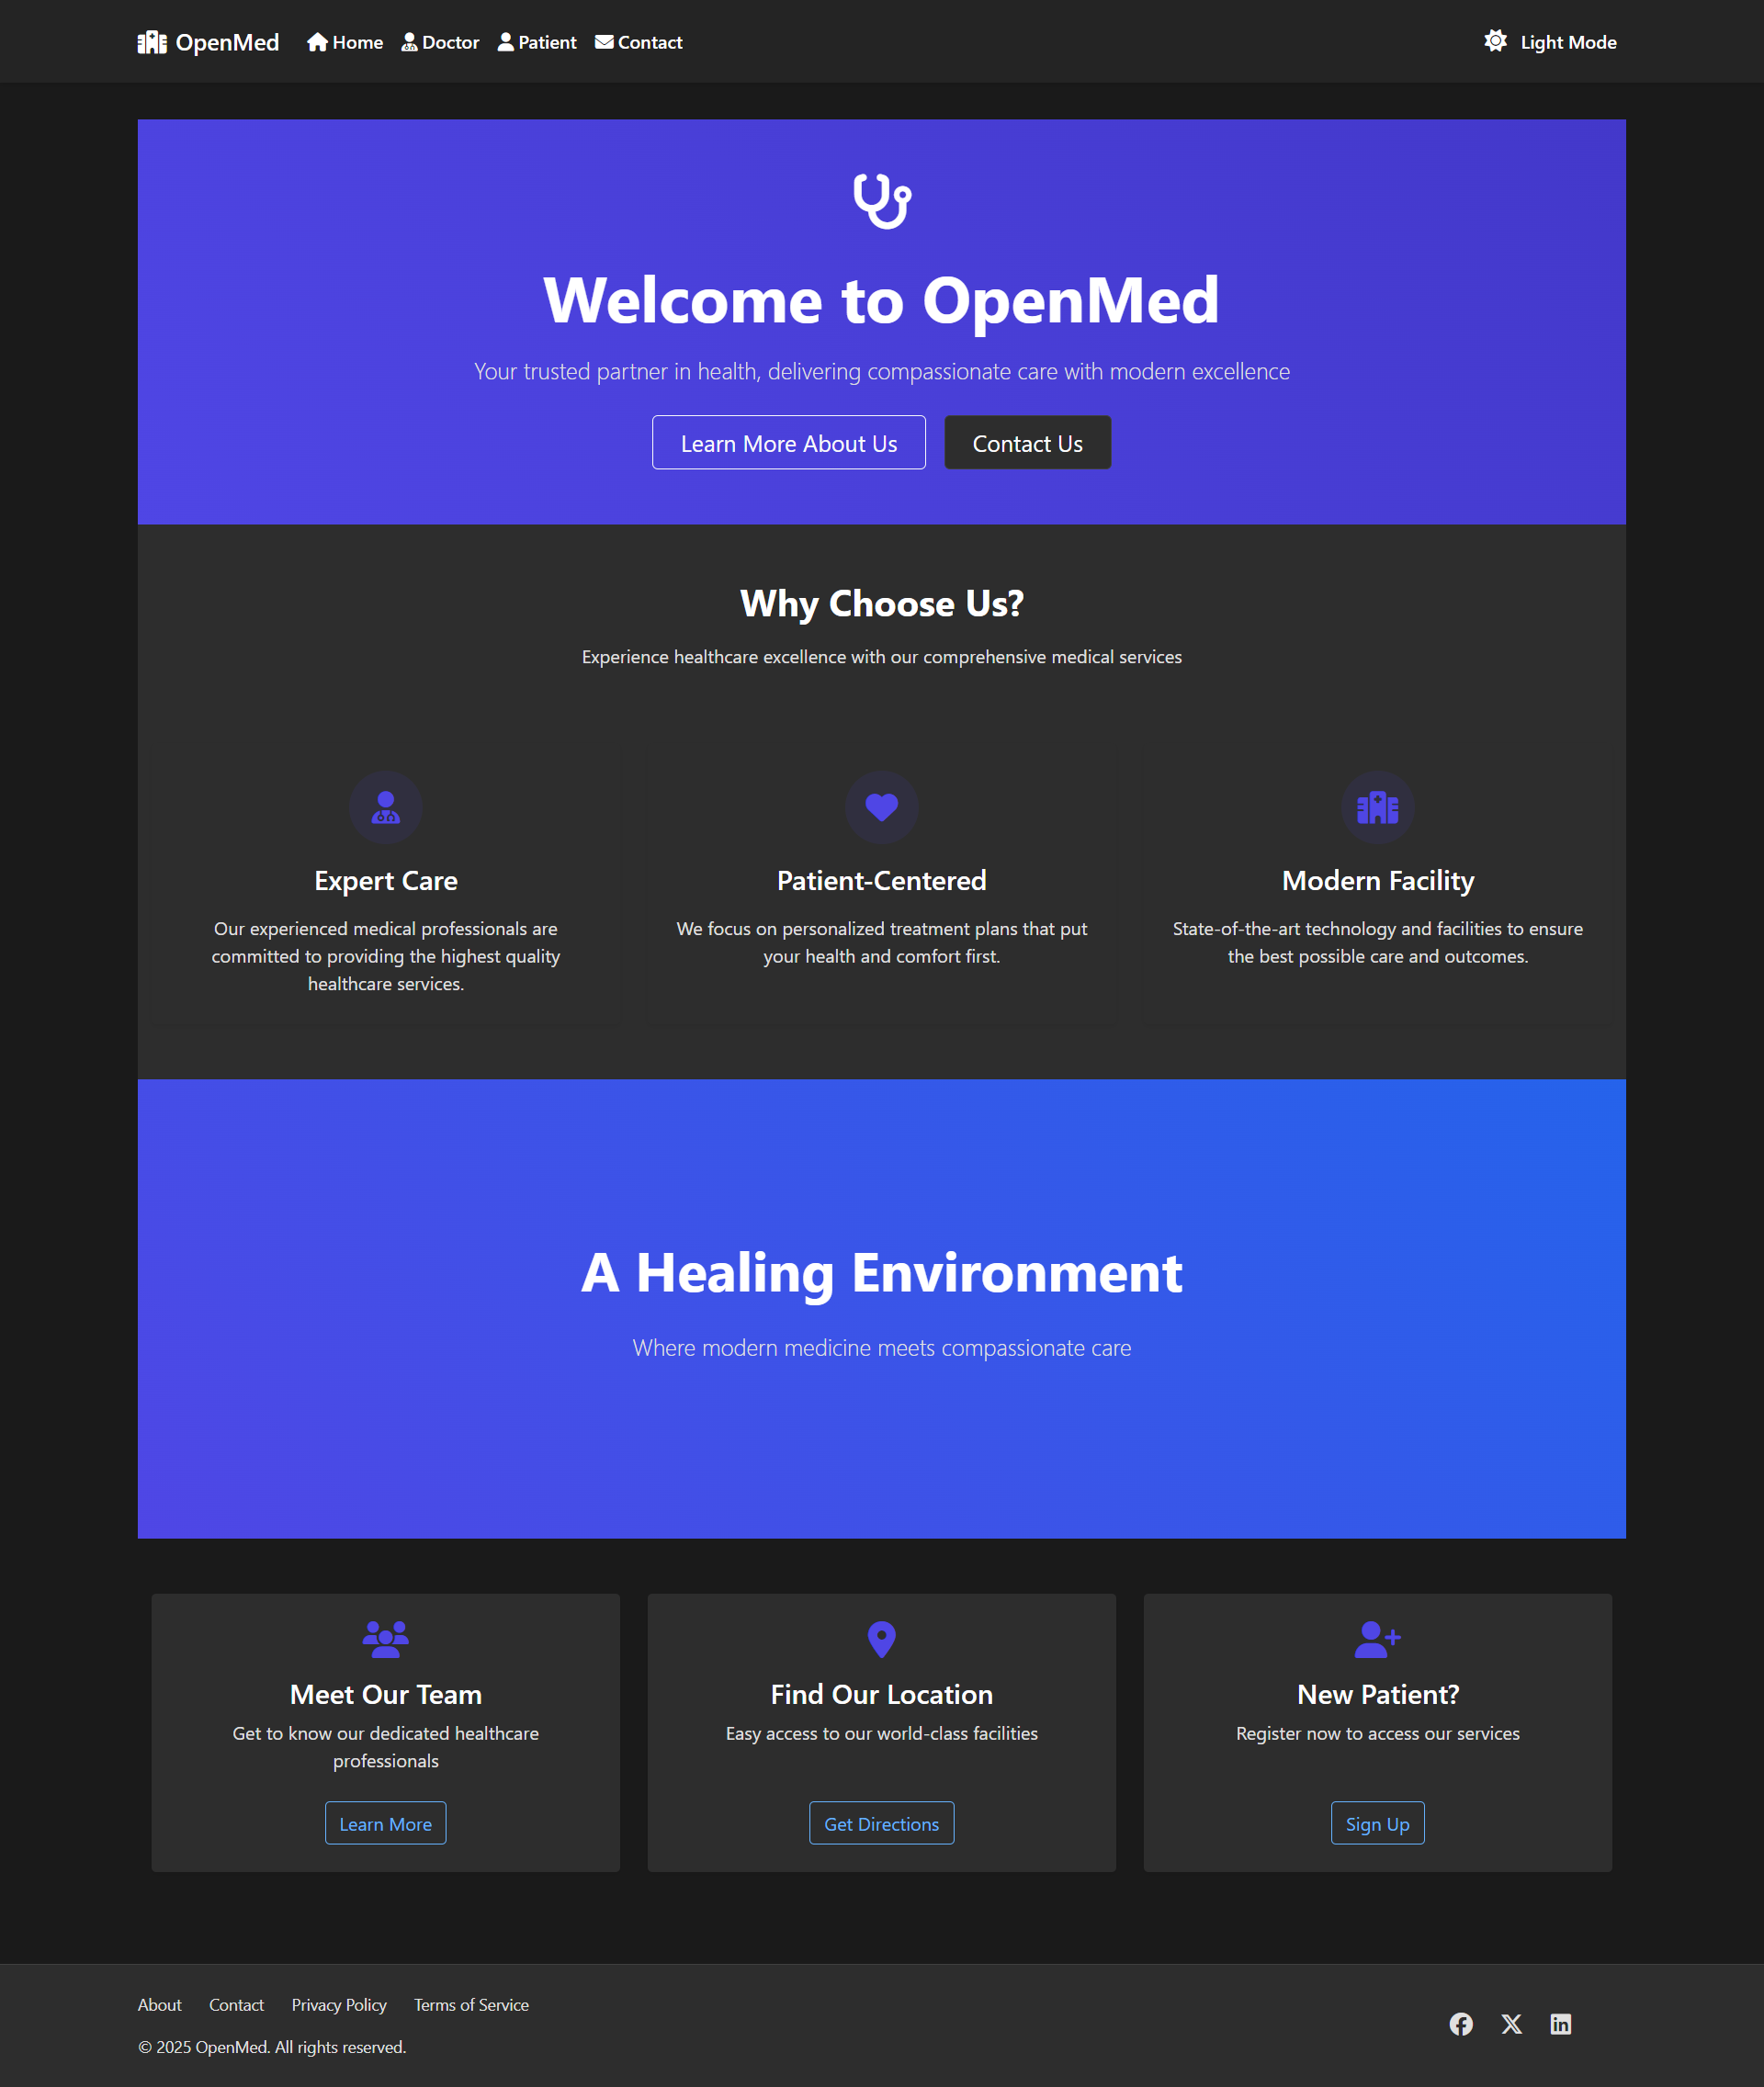 OpenMed
Home
Doctor
Patient
Contact
Light Mode
Welcome to OpenMed
Your trusted partner in health, delivering compassionate care with modern excellence
Learn More About Us
Contact Us
Why Choose Us?
Experience healthcare excellence with our comprehensive medical services
Expert Care
Our experienced medical professionals are
committed to providing the highest quality
healthcare services.
Patient-Centered
We focus on personalized treatment plans that put
your health and comfort first.
Modern Facility
State-of-the-art technology and facilities to ensure
the best possible care and outcomes.
A Healing Environment
Where modern medicine meets compassionate care
Meet Our Team
Get to know our dedicated healthcare
professionals
Learn More
Find Our Location
Easy access to our world-class facilities
Get Directions
New Patient?
Register now to access our services
Sign Up
About
Contact
Privacy Policy
Terms of Service
© 2025 OpenMed. All rights reserved.